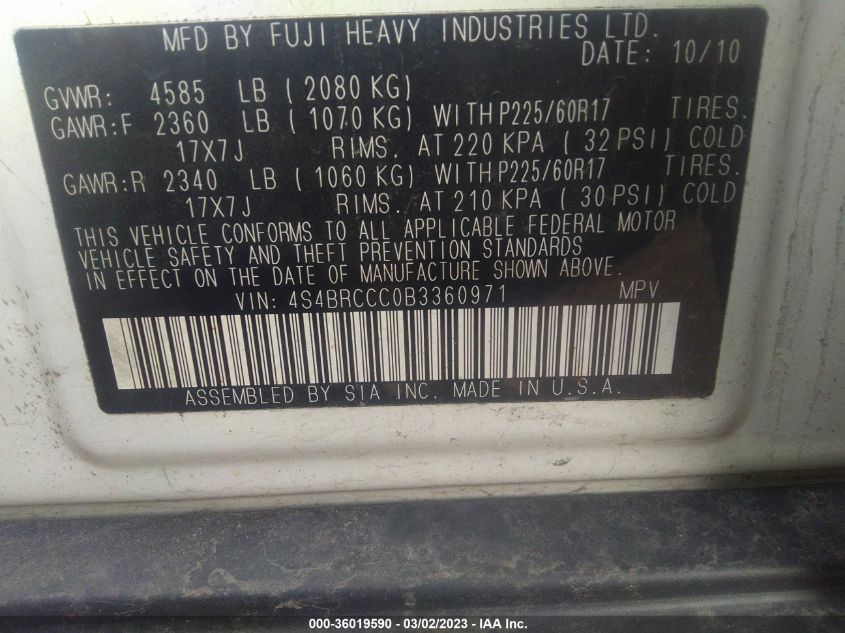 MFD BY FUJI HEAVY INDUSTRIES LTD.
DATE: 10/10
GVWR: 4585 LB ( 2080 KG)
GAWR:F 2360 LB ( 1070 KG) WITH P225/60R17 TIRES.
17X7J RIMS. AT 220 KPA ( 32 PSI) COLD
GAWR:R 2340 LB ( 1060 KG) WITH P225/60R17 TIRES.
17X7J RIMS. AT 210 KPA ( 30 PSI) COLD
THIS VEHICLE CONFORMS TO ALL APPLICABLE FEDERAL MOTOR
VEHICLE SAFETY AND THEFT PREVENTION STANDARDS
IN EFFECT ON THE DATE OF MANUFACTURE SHOWN ABOVE.
VIN: 4S4BRCCC0B3360971 MPV
ASSEMBLED BY SIA INC. MADE IN U.S.A.
000-36019590 - 03/02/2023 - IAA Inc.